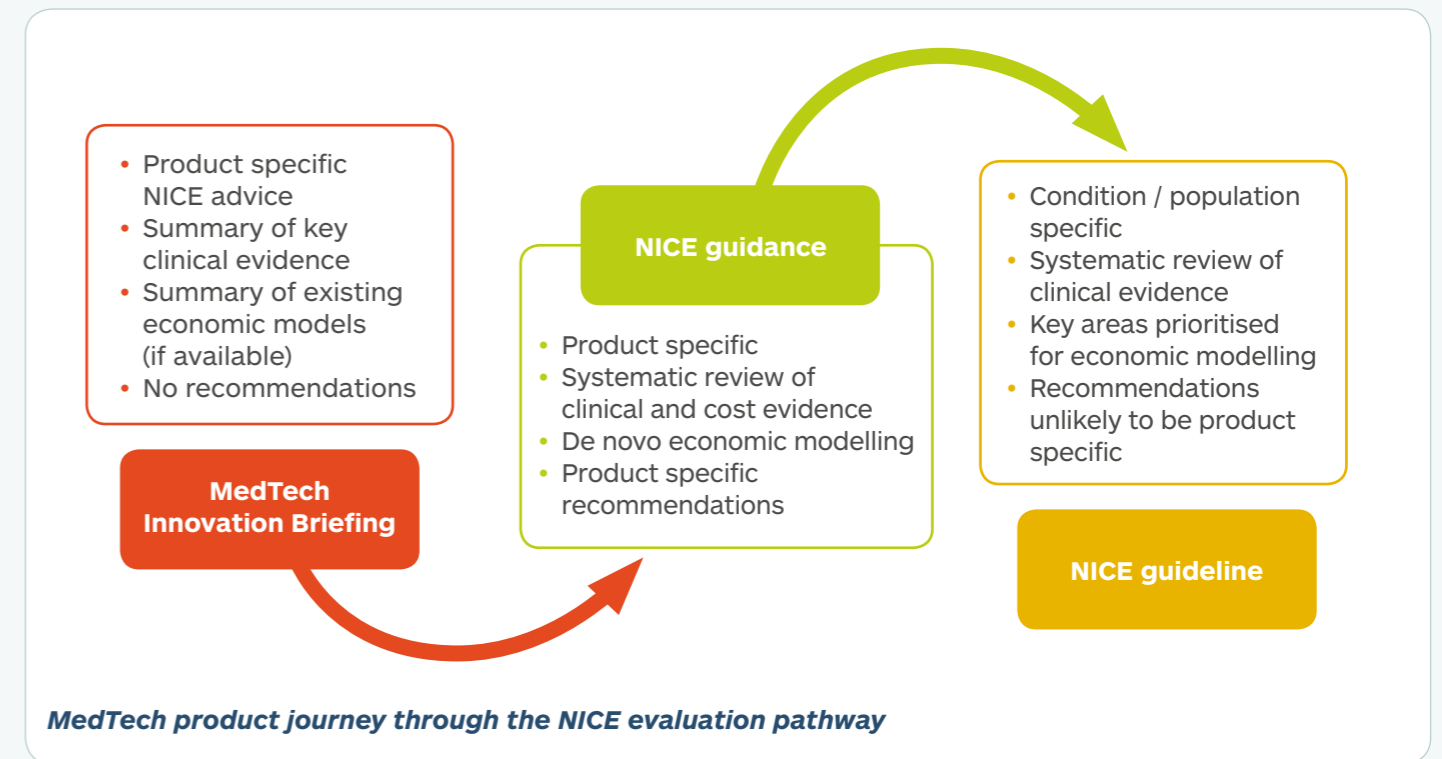 • Product specific
NICE advice
• Summary of key
clinical evidence
• Summary of existing
economic models
(if available)
• No recommendations
MedTech
Innovation Briefing
NICE guidance
• Product specific
• Systematic review of
clinical and cost evidence
• De novo economic modelling
• Product specific
recommendations
• Condition / population
specific
• Systematic review of
clinical evidence
• Key areas prioritised
for economic modelling
• Recommendations
unlikely to be product
specific
NICE guideline
MedTech product journey through the NICE evaluation pathway